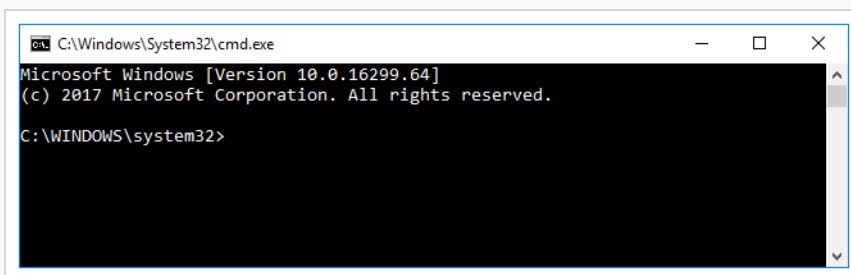 C:\Windows\System32\cmd.exe
Microsoft Windows [Version 10.0.16299.64]
(c) 2017 Microsoft Corporation. All rights reserved.
C:\WINDOWS\system32>